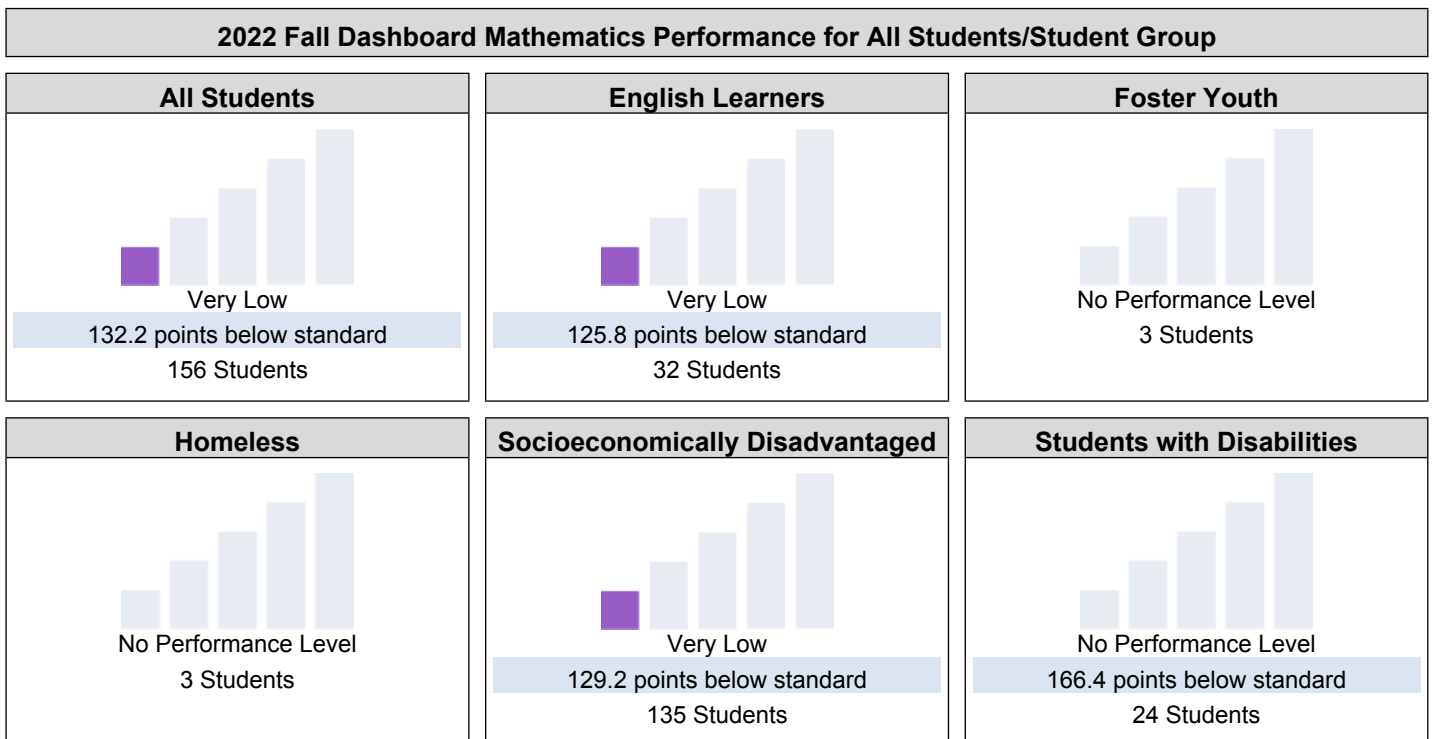 2022 Fall Dashboard Mathematics Performance for All Students/Student Group
All Students
Very Low
132.2 points below standard
156 Students
English Learners
Very Low
125.8 points below standard
32 Students
Foster Youth
No Performance Level
3 Students
Homeless
No Performance Level
3 Students
Socioeconomically Disadvantaged
Very Low
129.2 points below standard
135 Students
Students with Disabilities
No Performance Level
166.4 points below standard
24 Students